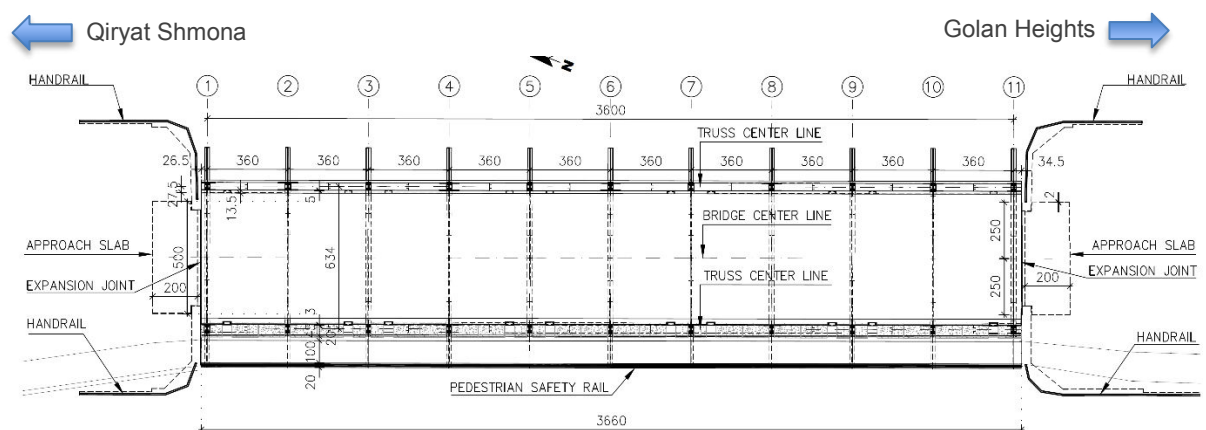 Qiryat Shmona
Golan Heights
N
HANDRAIL
1 2 3 4 5 6 7 8 9 10 11
HANDRAIL
3600
TRUSS CENTER LINE
26.5 360 360 360 360 360 360 360 360 360 360 34.5
27.5
13.5
5
2
BRIDGE CENTER LINE
APPROACH SLAB
500
634
250
APPROACH SLAB
EXPANSION JOINT
200
TRUSS CENTER LINE
250
200
EXPANSION JOINT
3
HANDRAIL
100
HANDRAIL
20
PEDESTRIAN SAFETY RAIL
3660